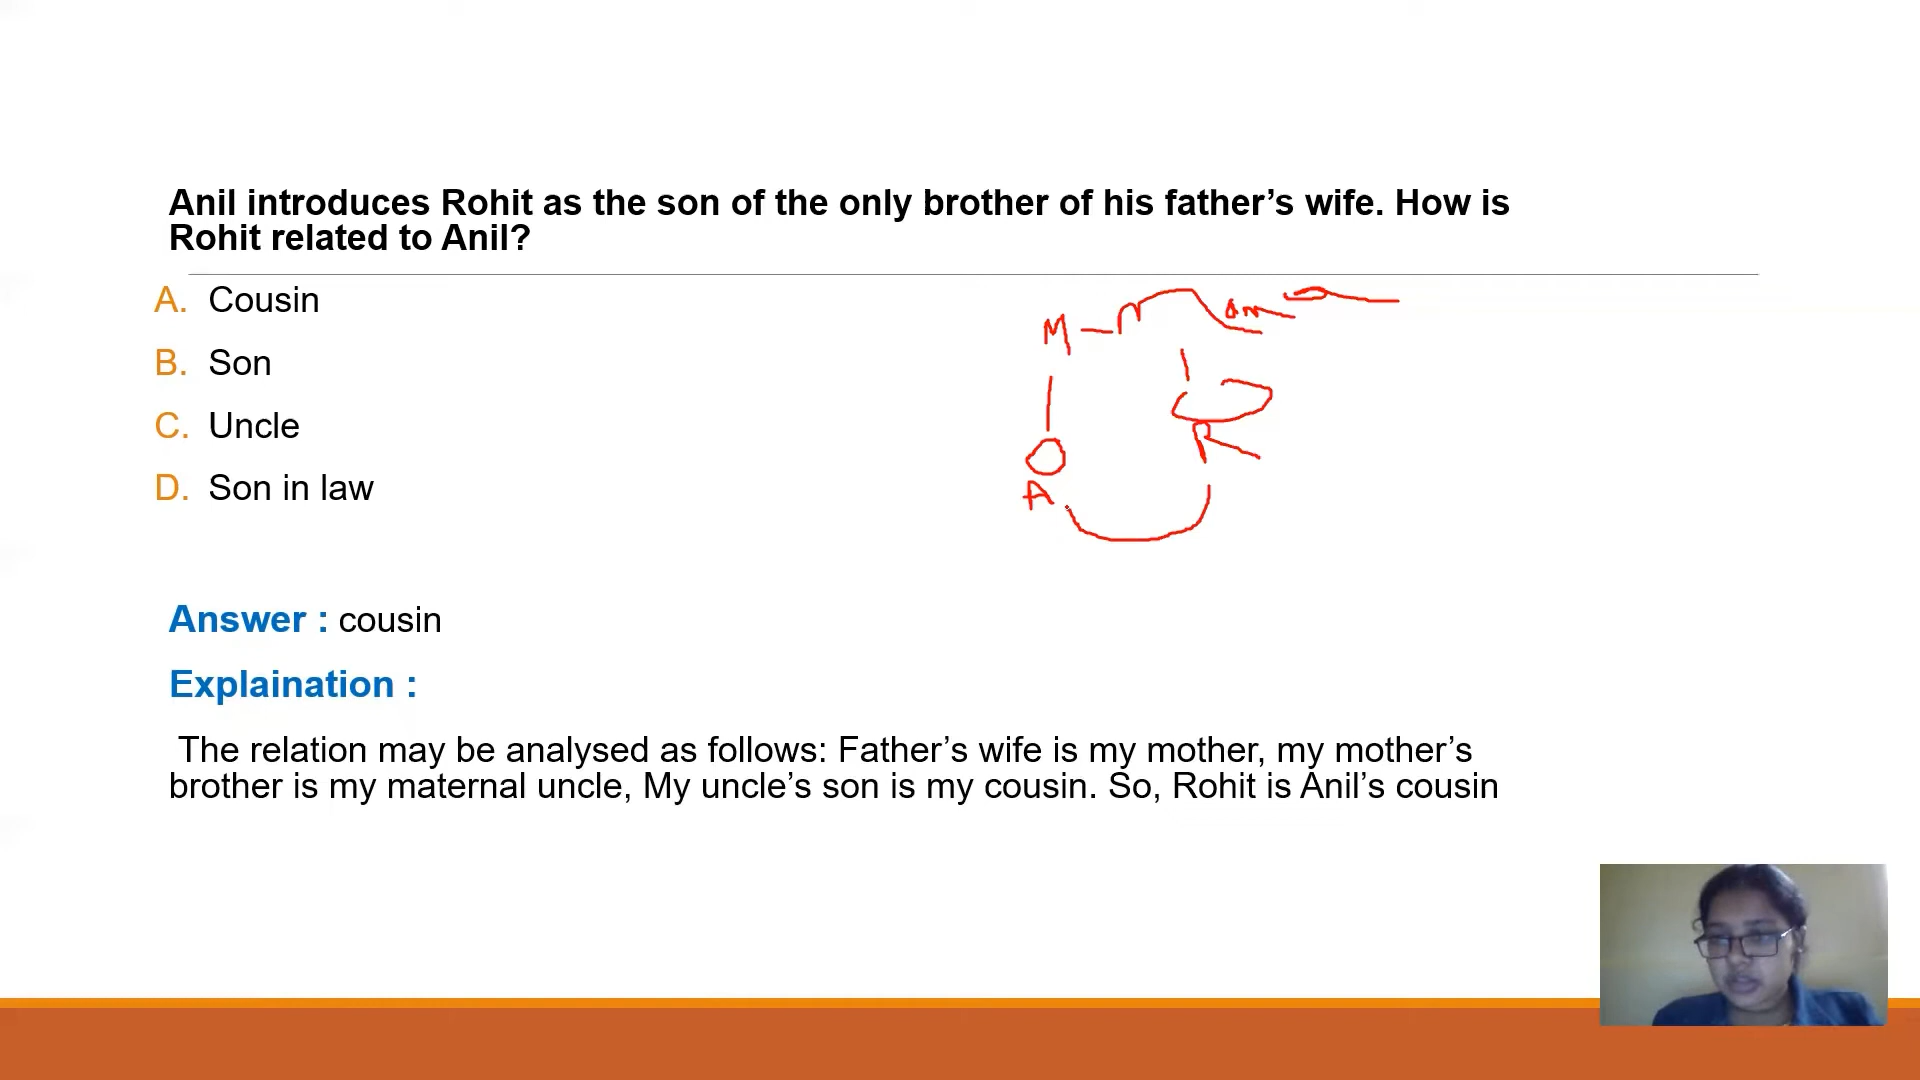 Anil introduces Rohit as the son of the only brother of his father’s wife. How is
Rohit related to Anil?
A. Cousin
B. Son
C. Uncle
D. Son in law
M
R
A
Answer : cousin
Explaination :
The relation may be analysed as follows: Father’s wife is my mother, my mother’s
brother is my maternal uncle, My uncle’s son is my cousin. So, Rohit is Anil’s cousin